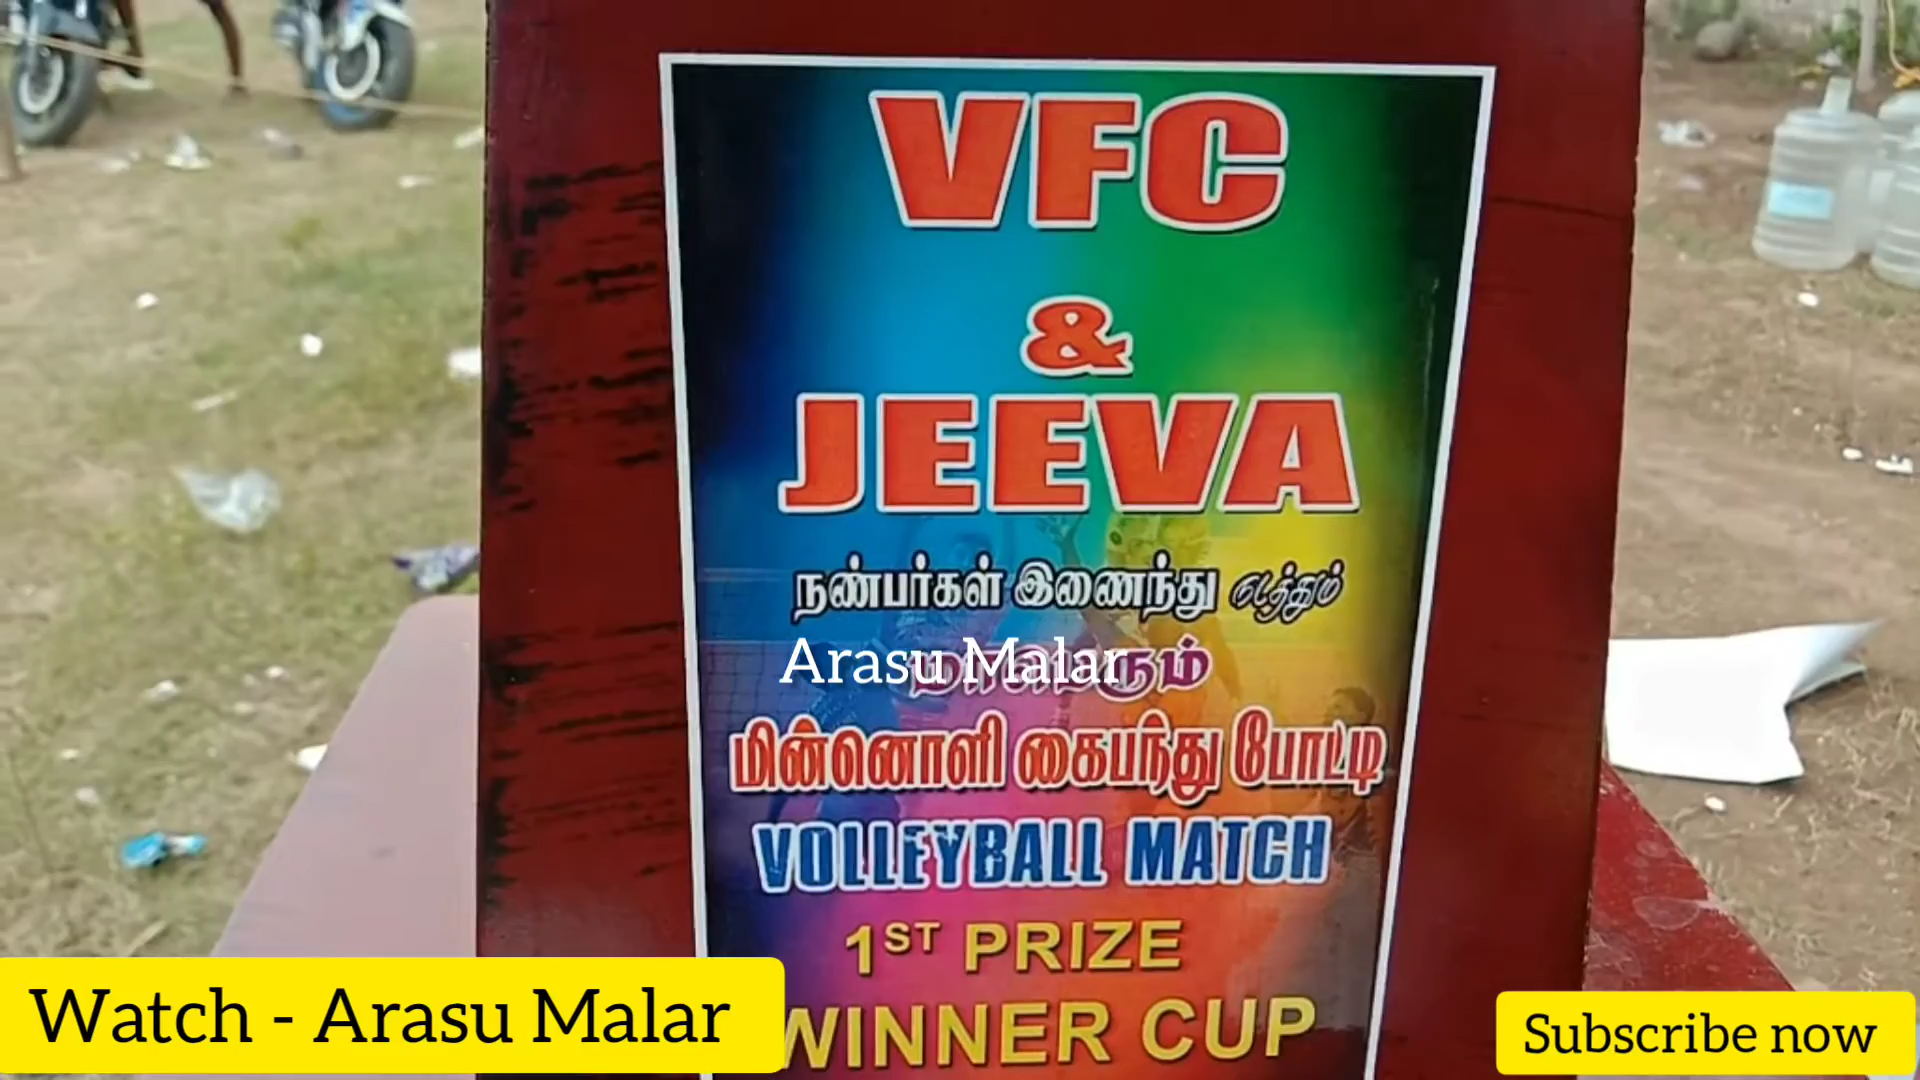 VFC
&
JEEVA
நண்பர்கள் இணைந்து நடத்தும்
Arasu Malar
மின்னொளி கைபந்து போட்டி
VOLLEYBALL MATCH
1ST PRIZE
WINNER CUP
Watch - Arasu Malar
Subscribe now